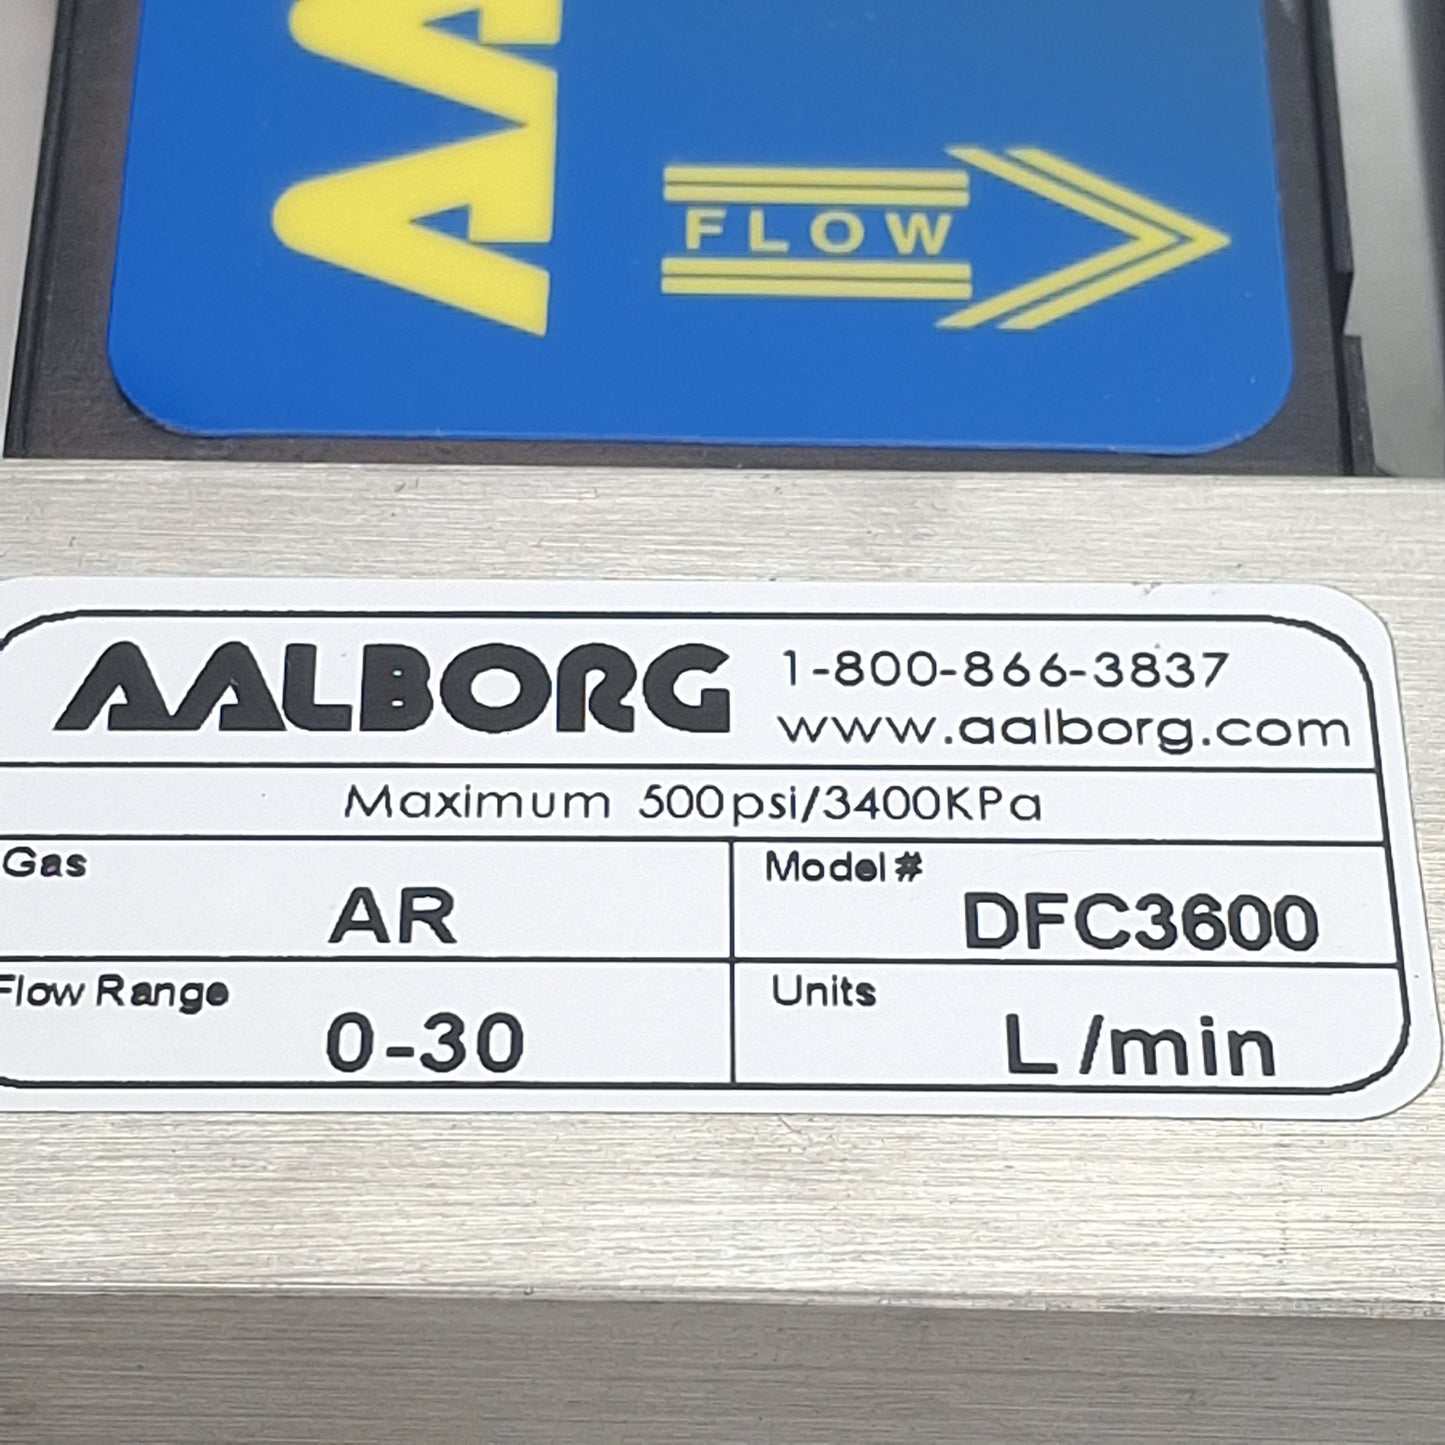 AA
FLOW
AALBORG
1-800-866-3837
www.aalborg.com
Maximum 500psi/3400KPa
Gas
AR
Model #
DFC3600
Flow Range
0-30
Units
L/min